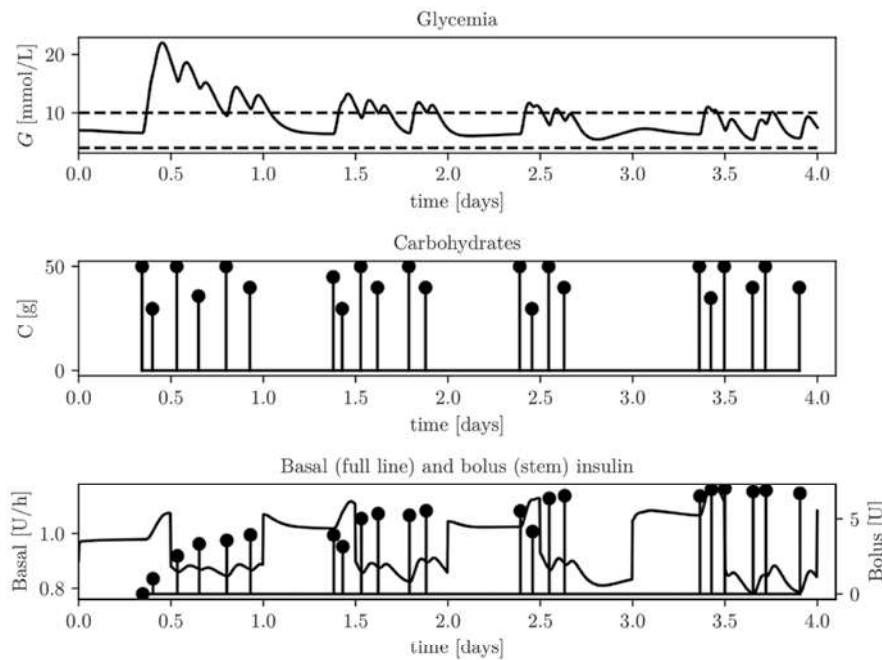 Glycemia
20
10
G [mmol/L]
0.0 0.5 1.0 1.5 2.0 2.5 3.0 3.5 4.0
time [days]
Carbohydrates
50
0
C [g]
0.0 0.5 1.0 1.5 2.0 2.5 3.0 3.5 4.0
time [days]
Basal (full line) and bolus (stem) insulin
1.0
0.8
Basal [U/h]
5
0
Bolus [U]
0.0 0.5 1.0 1.5 2.0 2.5 3.0 3.5 4.0
time [days]